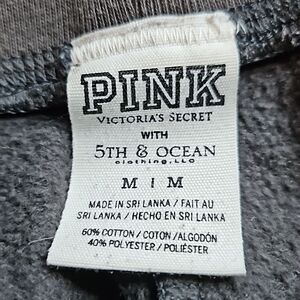 PINK
VICTORIA'S SECRET
WITH
5TH & OCEAN
clothing, LLC
M | M
MADE IN SRI LANKA / FAIT AU
SRI LANKA / HECHO EN SRI LANKA
60% COTTON / COTON / ALGODÓN
40% POLYESTER / POLIÉSTER